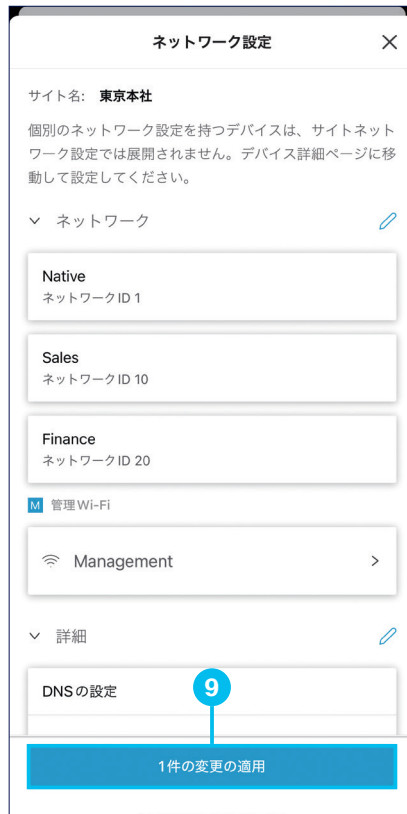 ネットワーク設定
サイト名: 東京本社
個別のネットワーク設定を持つデバイスは、サイトネット
ワーク設定では展開されません。デバイス詳細ページに移
動して設定してください。
ネットワーク
Native
ネットワークID 1
Sales
ネットワークID 10
Finance
ネットワークID 20
M 管理Wi-Fi
Management
詳細
DNSの設定
9
1件の変更の適用